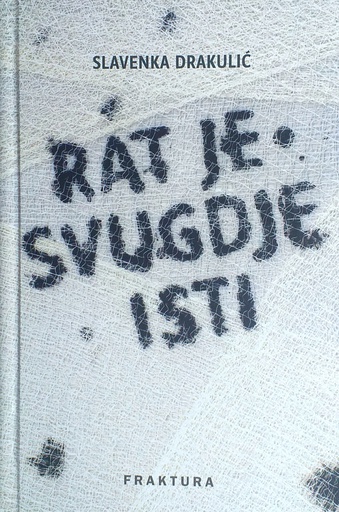 SLAVENKA DRAKULIĆ
RAT JE
SVUGDJE
ISTI
FRAKTURA